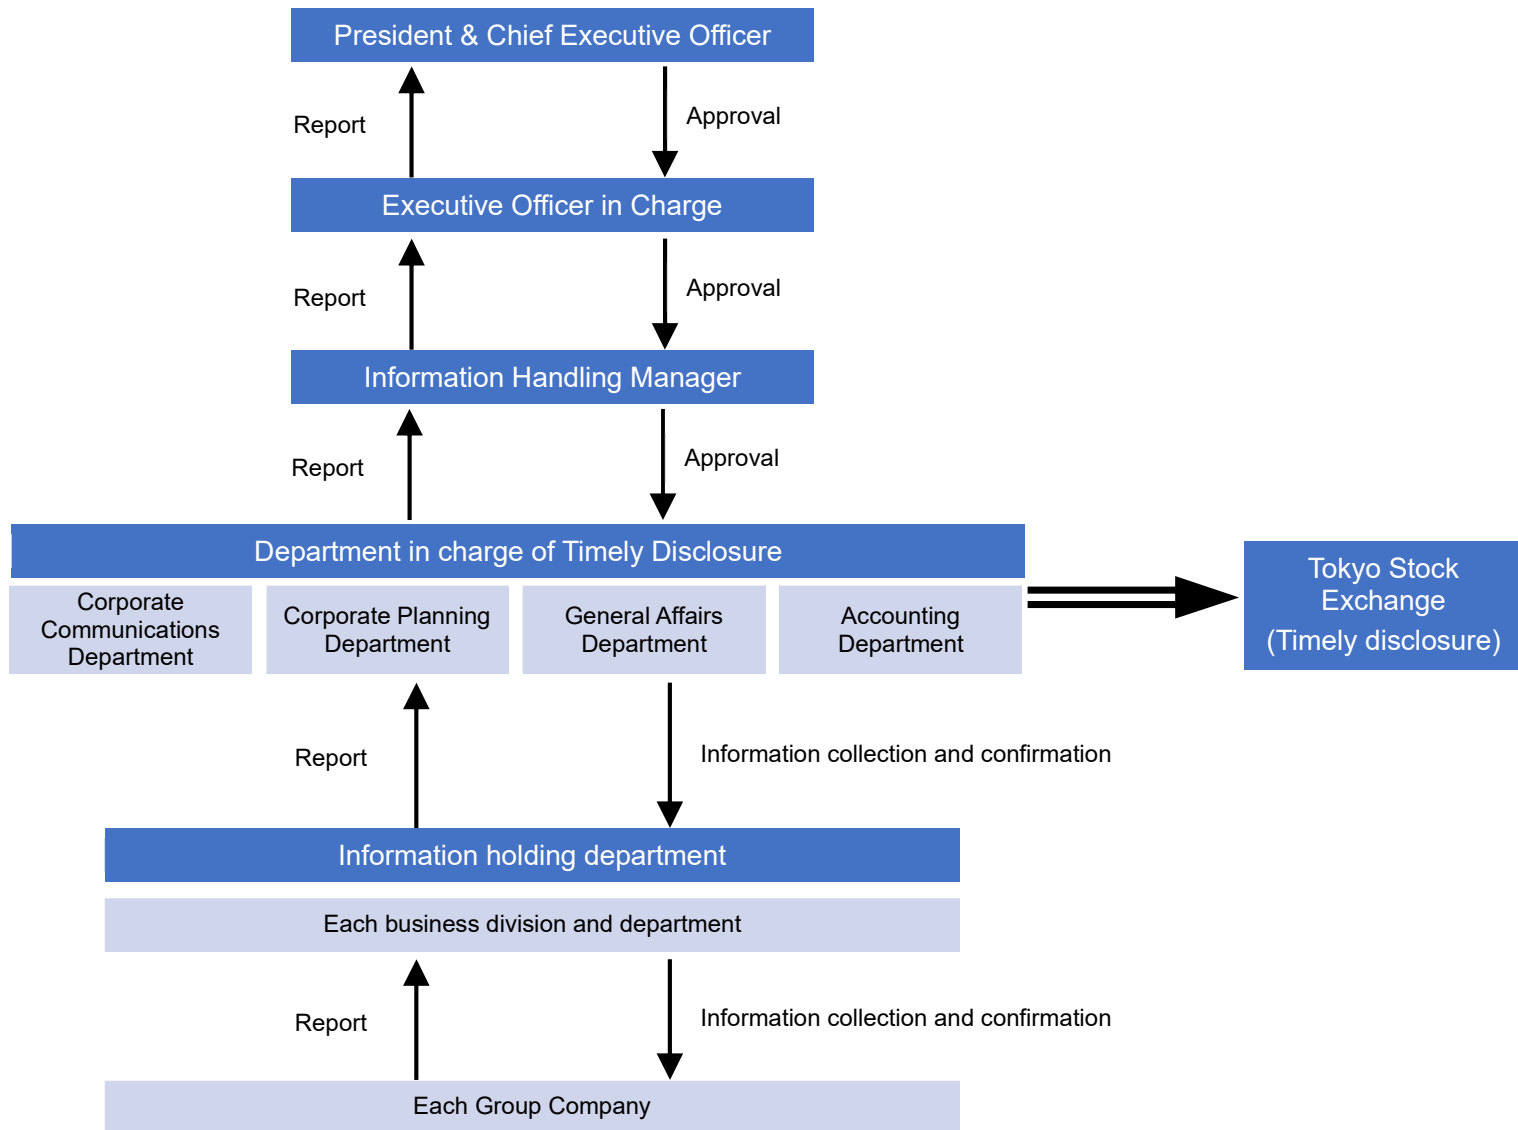 President & Chief Executive Officer
Report
Approval
Executive Officer in Charge
Report
Approval
Information Handling Manager
Report
Approval
Department in charge of Timely Disclosure
Corporate
Communications
Department
Corporate Planning
Department
General Affairs
Department
Accounting
Department
Tokyo Stock
Exchange
(Timely disclosure)
Report
Information collection and confirmation
Information holding department
Each business division and department
Report
Information collection and confirmation
Each Group Company